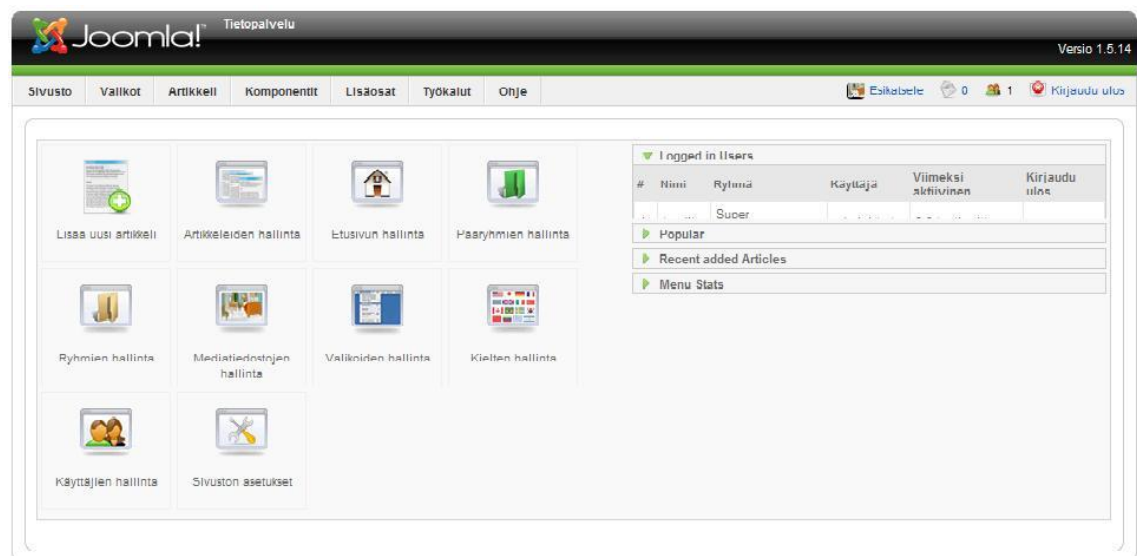 Joomla!
Tietopalvelu
Versio 1.5.14
Sivusto Valikot Artikkeli Komponentit Lisäosat Työkalut Ohje Esikatsele 0 1 Kirjaudu ulos
Lisää uusi artikkeli Artikkeleiden hallinta Etusivun hallinta Pääryhmien hallinta
Ryhmien hallinta Mediatiedostojen hallinta Valikoiden hallinta Kielten hallinta
Käyttäjien hallinta Sivuston asetukset
Logged in Users
# Nimi Ryhmä Käyttäjä Viimeksi aktiivinen Kirjaudu ulos
Super
Popular
Recent added Articles
Menu Stats